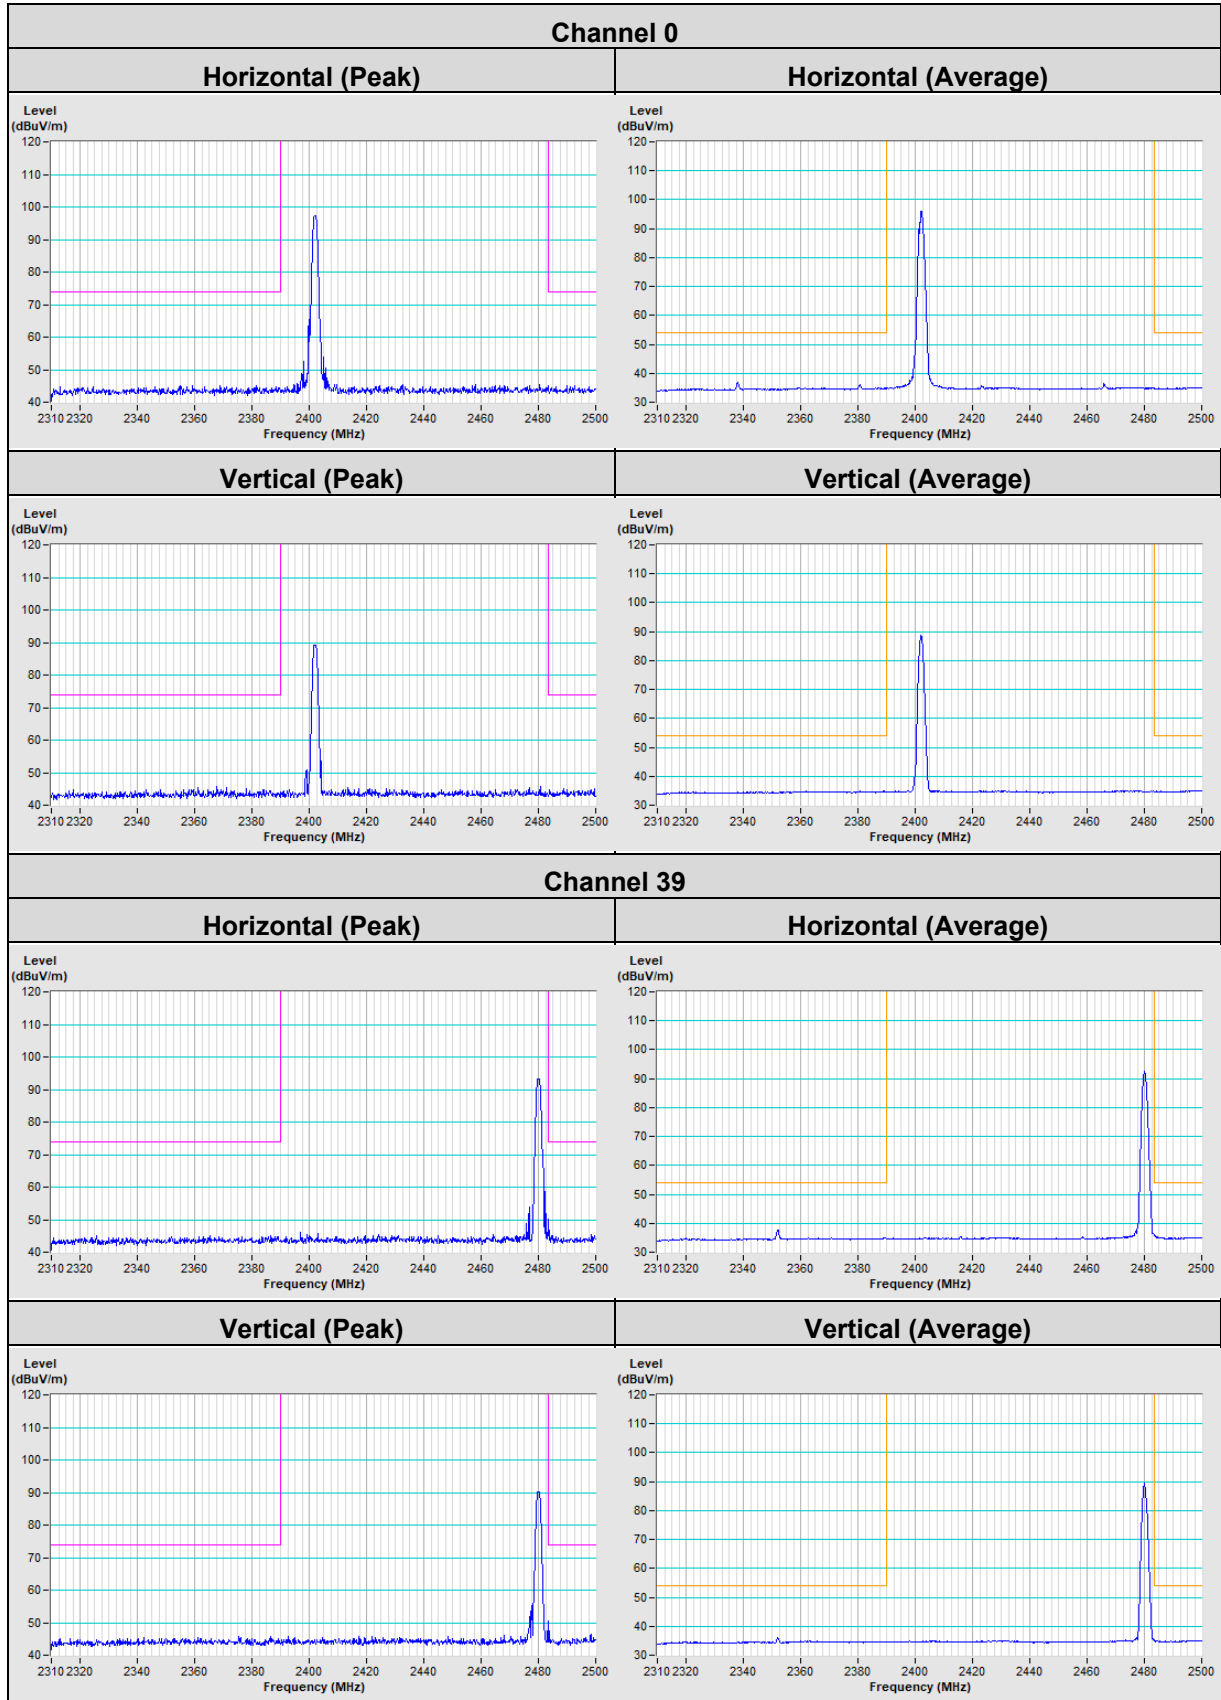 Channel 0
Horizontal (Peak) Horizontal (Average)
Level Level
(dBuV/m) (dBuV/m)
120 120
110 110
100 100
90 90
80 80
70 70
60 60
50 50
40 40
30
2310 2320 2340 2360 2380 2400 2420 2440 2460 2480 2500 2310 2320 2340 2360 2380 2400 2420 2440 2460 2480 2500
Frequency (MHz) Frequency (MHz)
Vertical (Peak) Vertical (Average)
Level Level
(dBuV/m) (dBuV/m)
120 120
110 110
100 100
90 90
80 80
70 70
60 60
50 50
40 40
30
2310 2320 2340 2360 2380 2400 2420 2440 2460 2480 2500 2310 2320 2340 2360 2380 2400 2420 2440 2460 2480 2500
Frequency (MHz) Frequency (MHz)
Channel 39
Horizontal (Peak) Horizontal (Average)
Level Level
(dBuV/m) (dBuV/m)
120 120
110 110
100 100
90 90
80 80
70 70
60 60
50 50
40 40
30
2310 2320 2340 2360 2380 2400 2420 2440 2460 2480 2500 2310 2320 2340 2360 2380 2400 2420 2440 2460 2480 2500
Frequency (MHz) Frequency (MHz)
Vertical (Peak) Vertical (Average)
Level Level
(dBuV/m) (dBuV/m)
120 120
110 110
100 100
90 90
80 80
70 70
60 60
50 50
40 40
30
2310 2320 2340 2360 2380 2400 2420 2440 2460 2480 2500 2310 2320 2340 2360 2380 2400 2420 2440 2460 2480 2500
Frequency (MHz) Frequency (MHz)